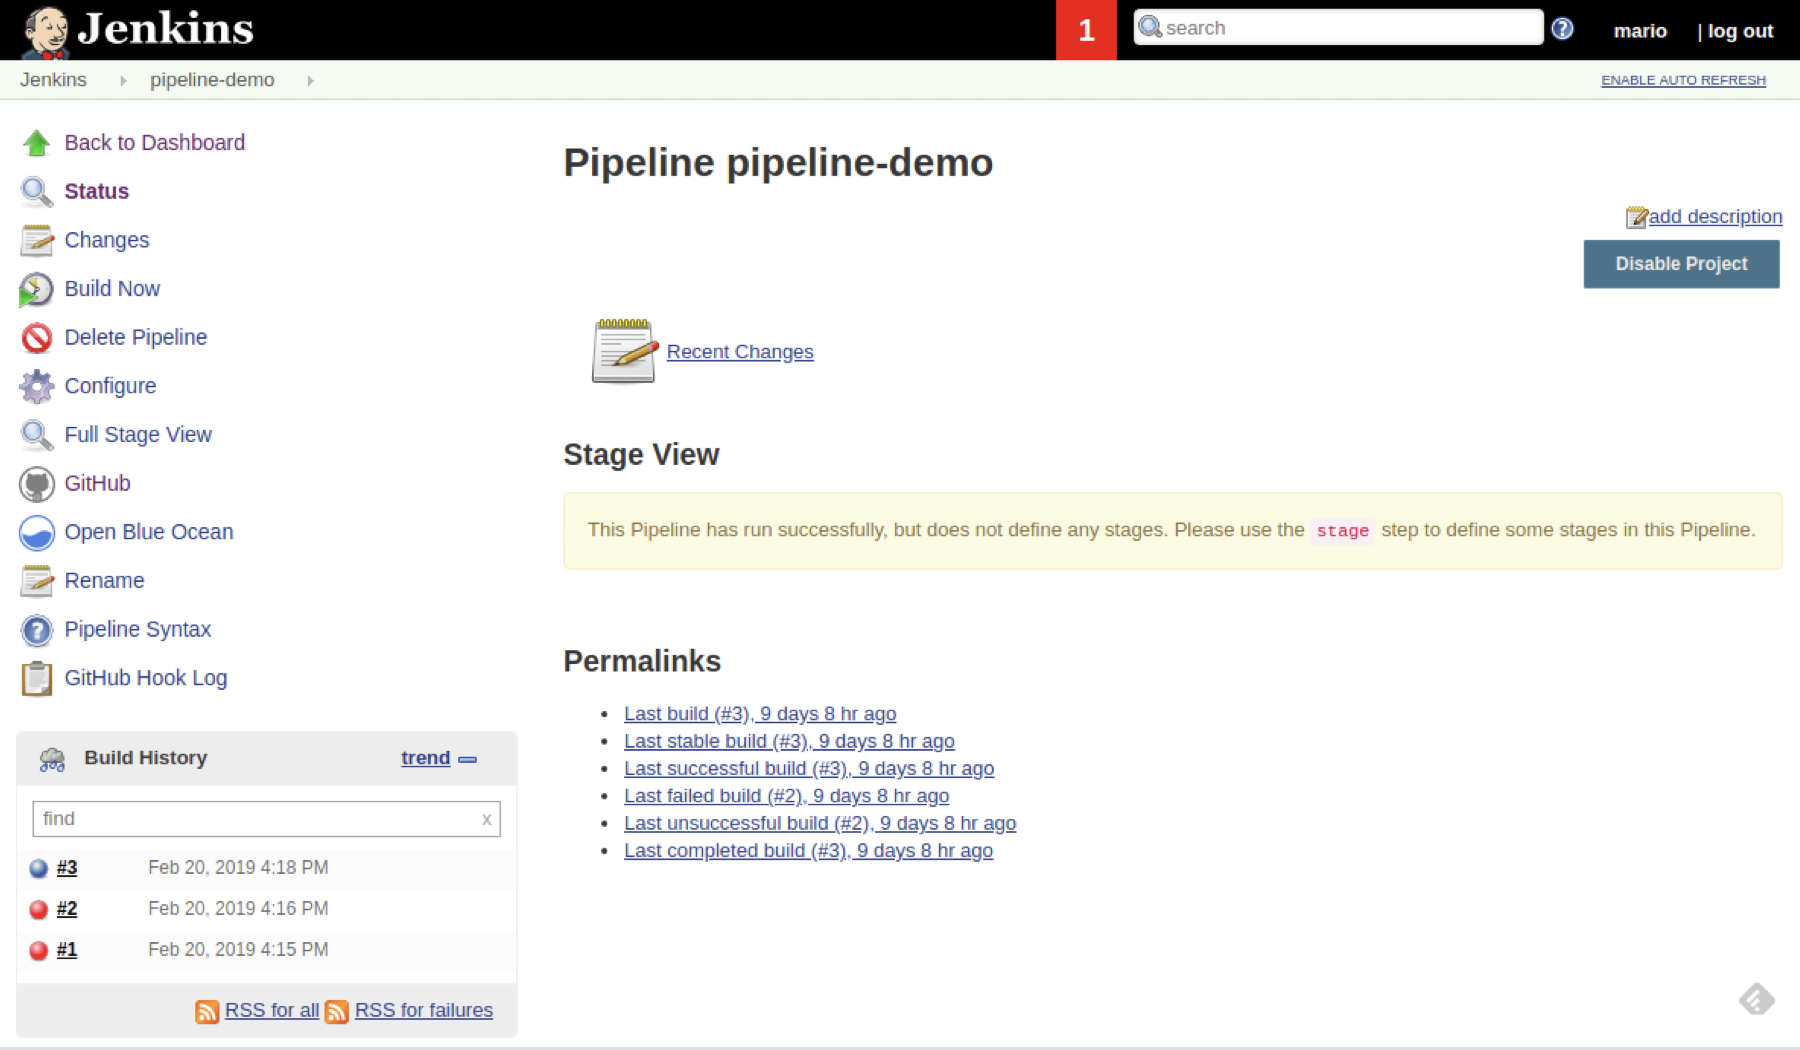 Jenkins
1
search
mario
| log out
Jenkins
pipeline-demo
ENABLE AUTO REFRESH
Back to Dashboard
Status
Changes
Build Now
Delete Pipeline
Configure
Full Stage View
GitHub
Open Blue Ocean
Rename
Pipeline Syntax
GitHub Hook Log
Build History
trend
find
x
#3 Feb 20, 2019 4:18 PM
#2 Feb 20, 2019 4:16 PM
#1 Feb 20, 2019 4:15 PM
RSS for all RSS for failures
Pipeline pipeline-demo
add description
Disable Project
Recent Changes
Stage View
This Pipeline has run successfully, but does not define any stages. Please use the stage step to define some stages in this Pipeline.
Permalinks
• Last build (#3), 9 days 8 hr ago
• Last stable build (#3), 9 days 8 hr ago
• Last successful build (#3), 9 days 8 hr ago
• Last failed build (#2), 9 days 8 hr ago
• Last unsuccessful build (#2), 9 days 8 hr ago
• Last completed build (#3), 9 days 8 hr ago